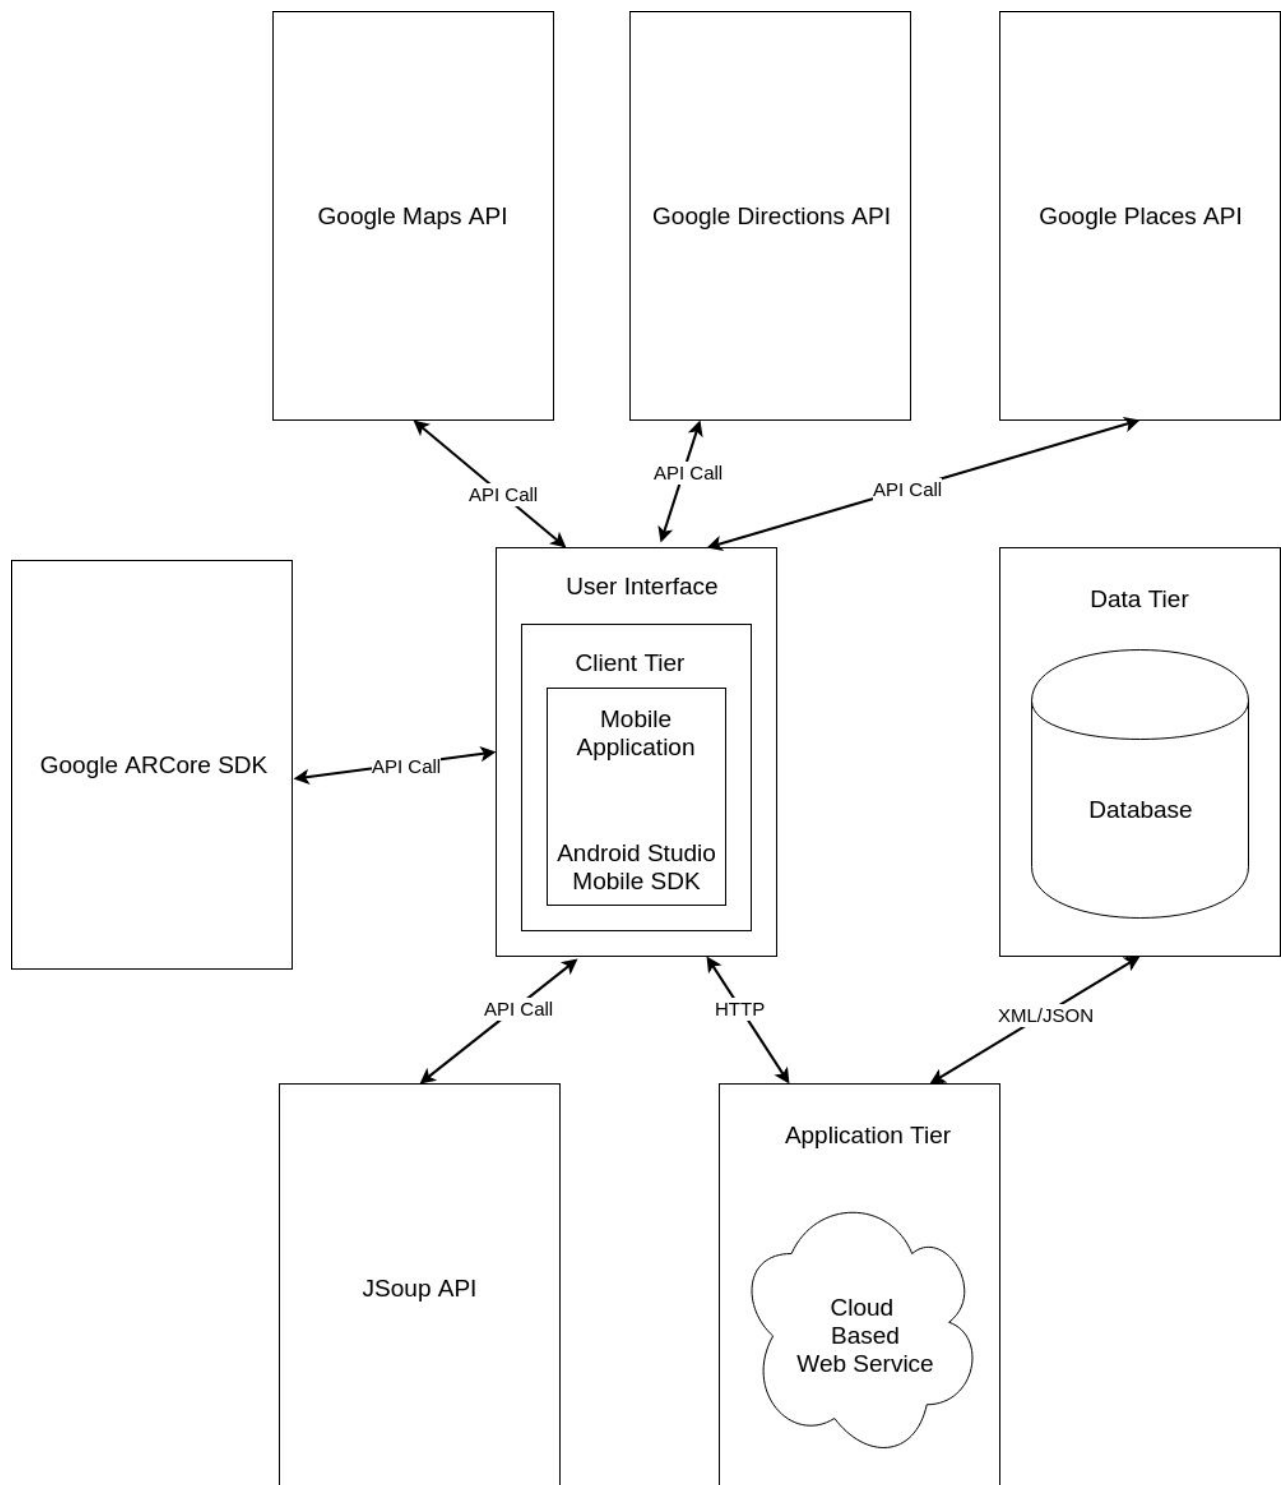 Google Maps API
Google Directions API
Google Places API
API Call
API Call
API Call
User Interface
Client Tier
Mobile
Application
Android Studio
Mobile SDK
Google ARCore SDK
API Call
Data Tier
Database
API Call
HTTP
XML/JSON
JSoup API
Application Tier
Cloud
Based
Web Service